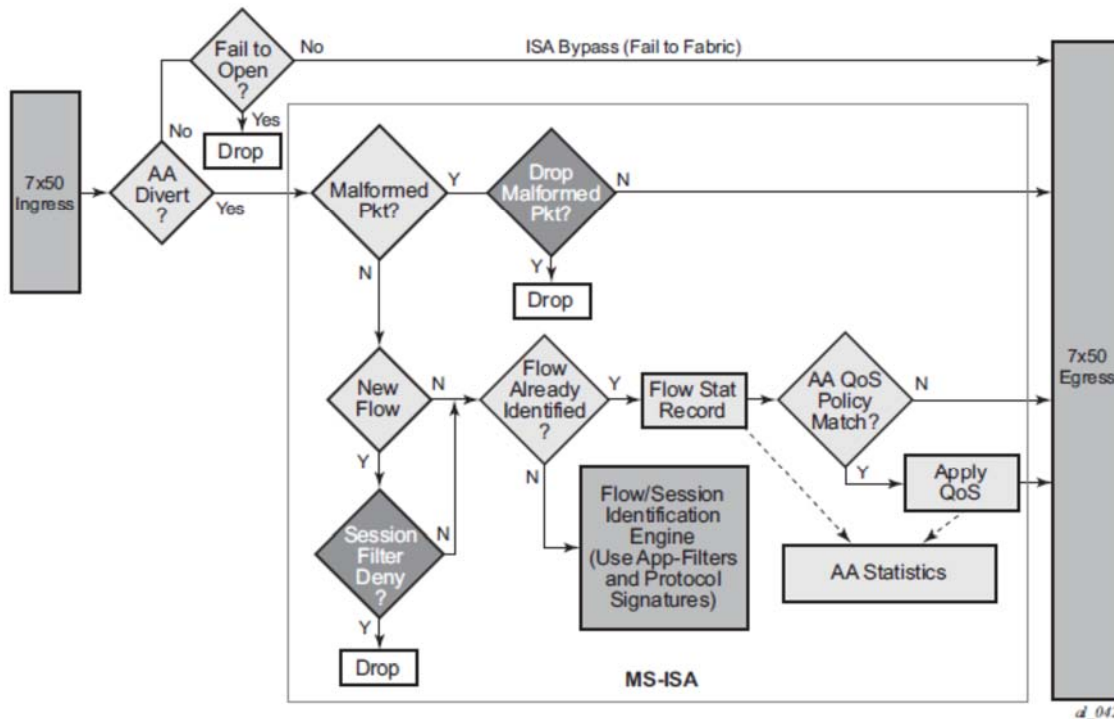 Fail to
Open
?
No
ISA Bypass (Fail to Fabric)
Yes
Drop
No
7x50
Ingress
AA
Divert
?
Yes
Malformed
Pkt?
Y
Drop
Malformed
Pkt?
N
N
Y
Drop
New
Flow
N
Flow
Already
Identified
?
Y
Flow Stat
Record
AA QoS
Policy
Match?
N
7x50
Egress
Y
N
Y
Apply
QoS
Session
Filter
Deny
?
N
Flow/Session
Identification
Engine
(Use App-Filters
and Protocol
Signatures)
AA Statistics
Y
Drop
MS-ISA